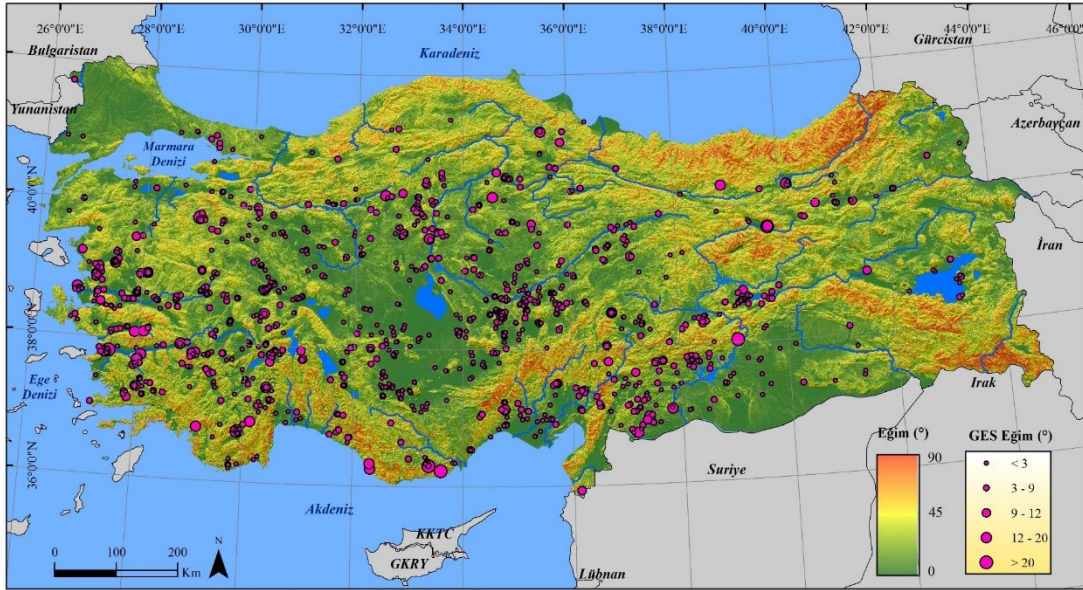 26°0'0"E 28°0'0"E 30°0'0"E 32°0'0"E 34°0'0"E 36°0'0"E 38°0'0"E 40°0'0"E 42°0'0"E 44°0'0"E 46°0'0"E
Bulgaristan
Karadeniz
Gürcistan
Yunanistan
Azerbaycan
Marmara
Denizi
40°0'0"N
İran
38°0'0"N
Ege
Denizi
Irak
36°0'0"N
Suriye
Akdeniz
KKTC
GKRY
Lübnan
0 100 200
Km
N
Eğim (°)
90
45
0
GES Eğim (°)
< 3
3 - 9
9 - 12
12 - 20
> 20